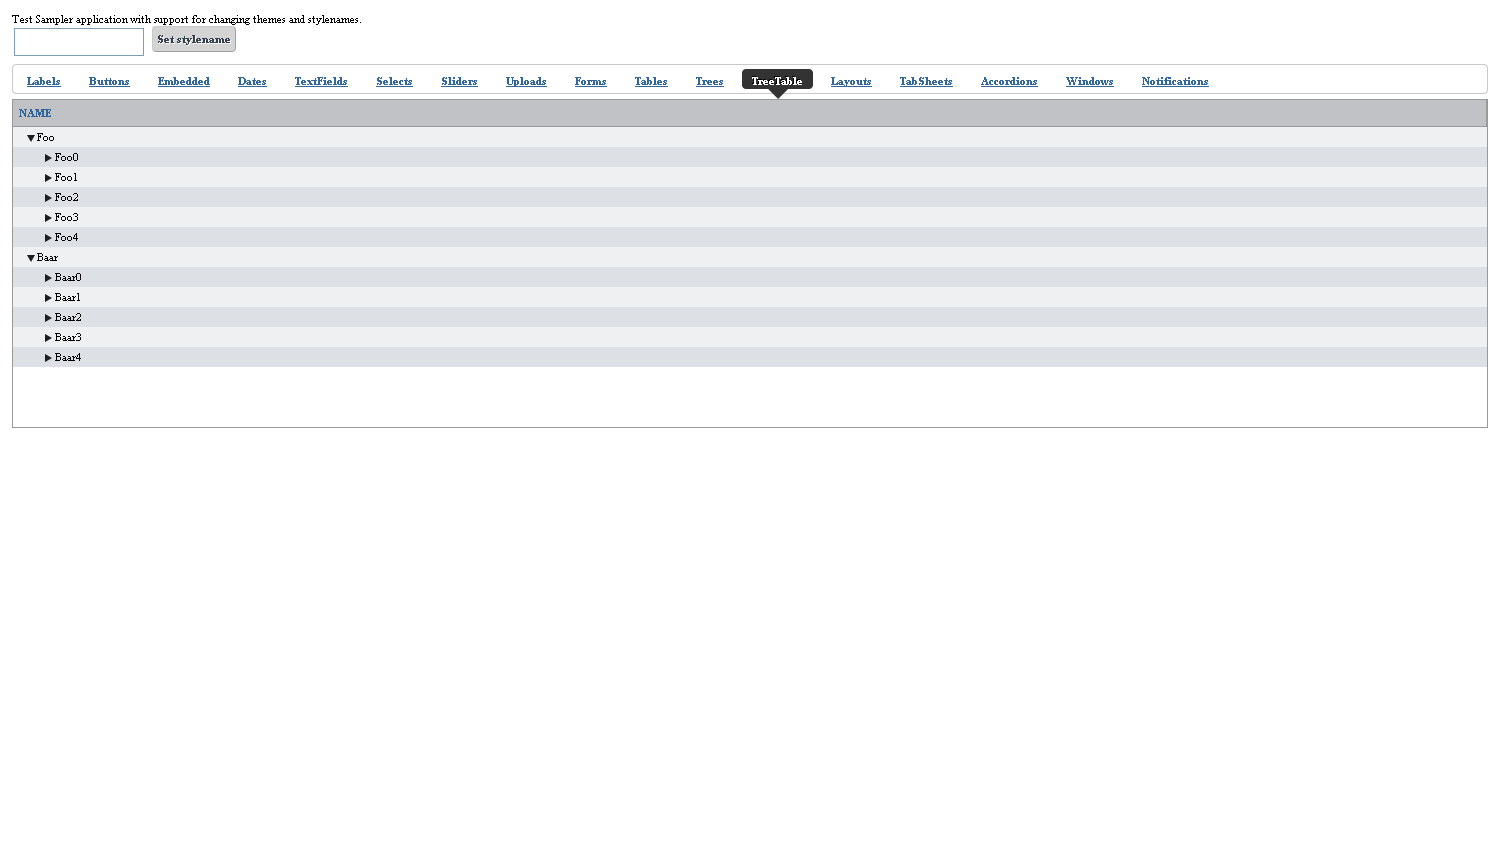 Test Sampler application with support for changing themes and stylenames.
Set stylename
Labels Buttons Embedded Dates TextFields Selects Sliders Uploads Forms Tables Trees TreeTable Layouts TabSheets Accordions Windows Notifications
NAME
Foo
Foo0
Foo1
Foo2
Foo3
Foo4
Baar
Baar0
Baar1
Baar2
Baar3
Baar4